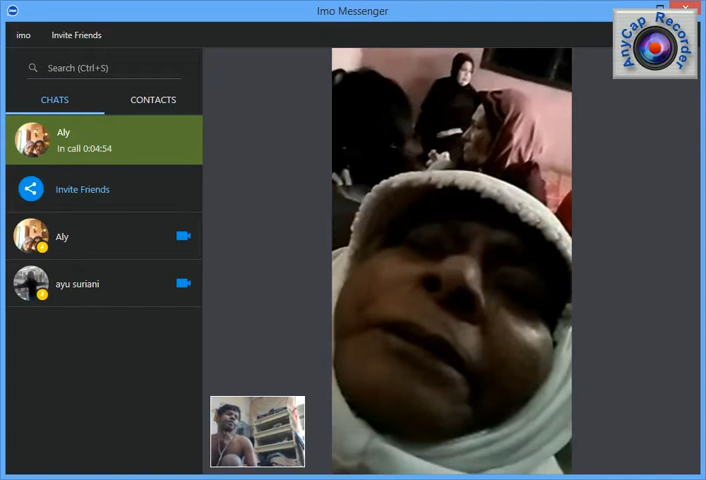 Imo Messenger
imo
Invite Friends
AnyCap Recorder
Search (Ctrl+S)
CHATS
CONTACTS
Aly
In call 0:04:54
Invite Friends
Aly
ayu suriani